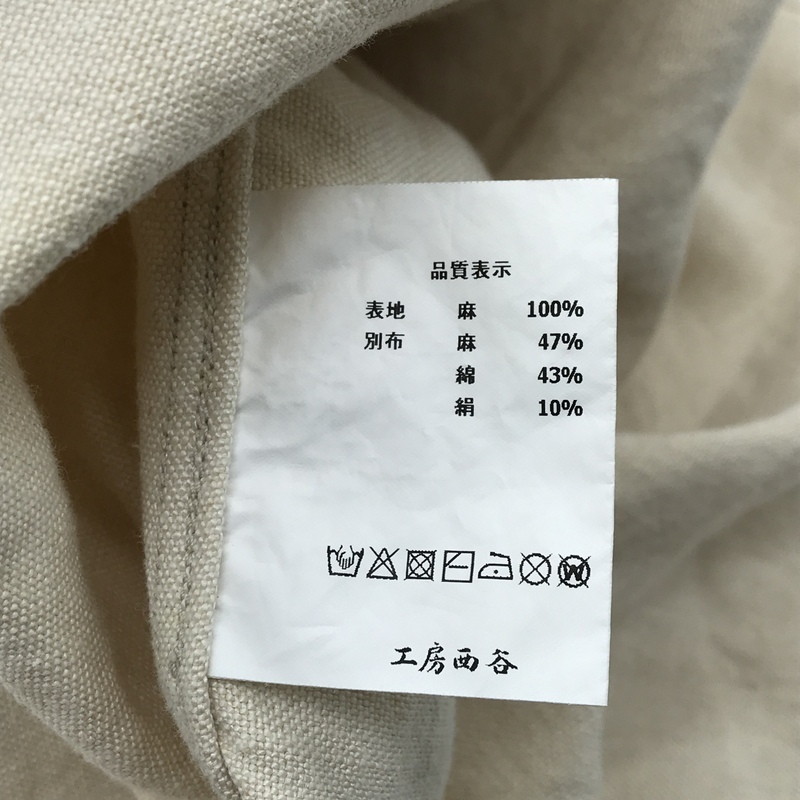 品質表示
表地 麻 100%
別布 麻 47%
綿 43%
絹 10%
W
工房西谷